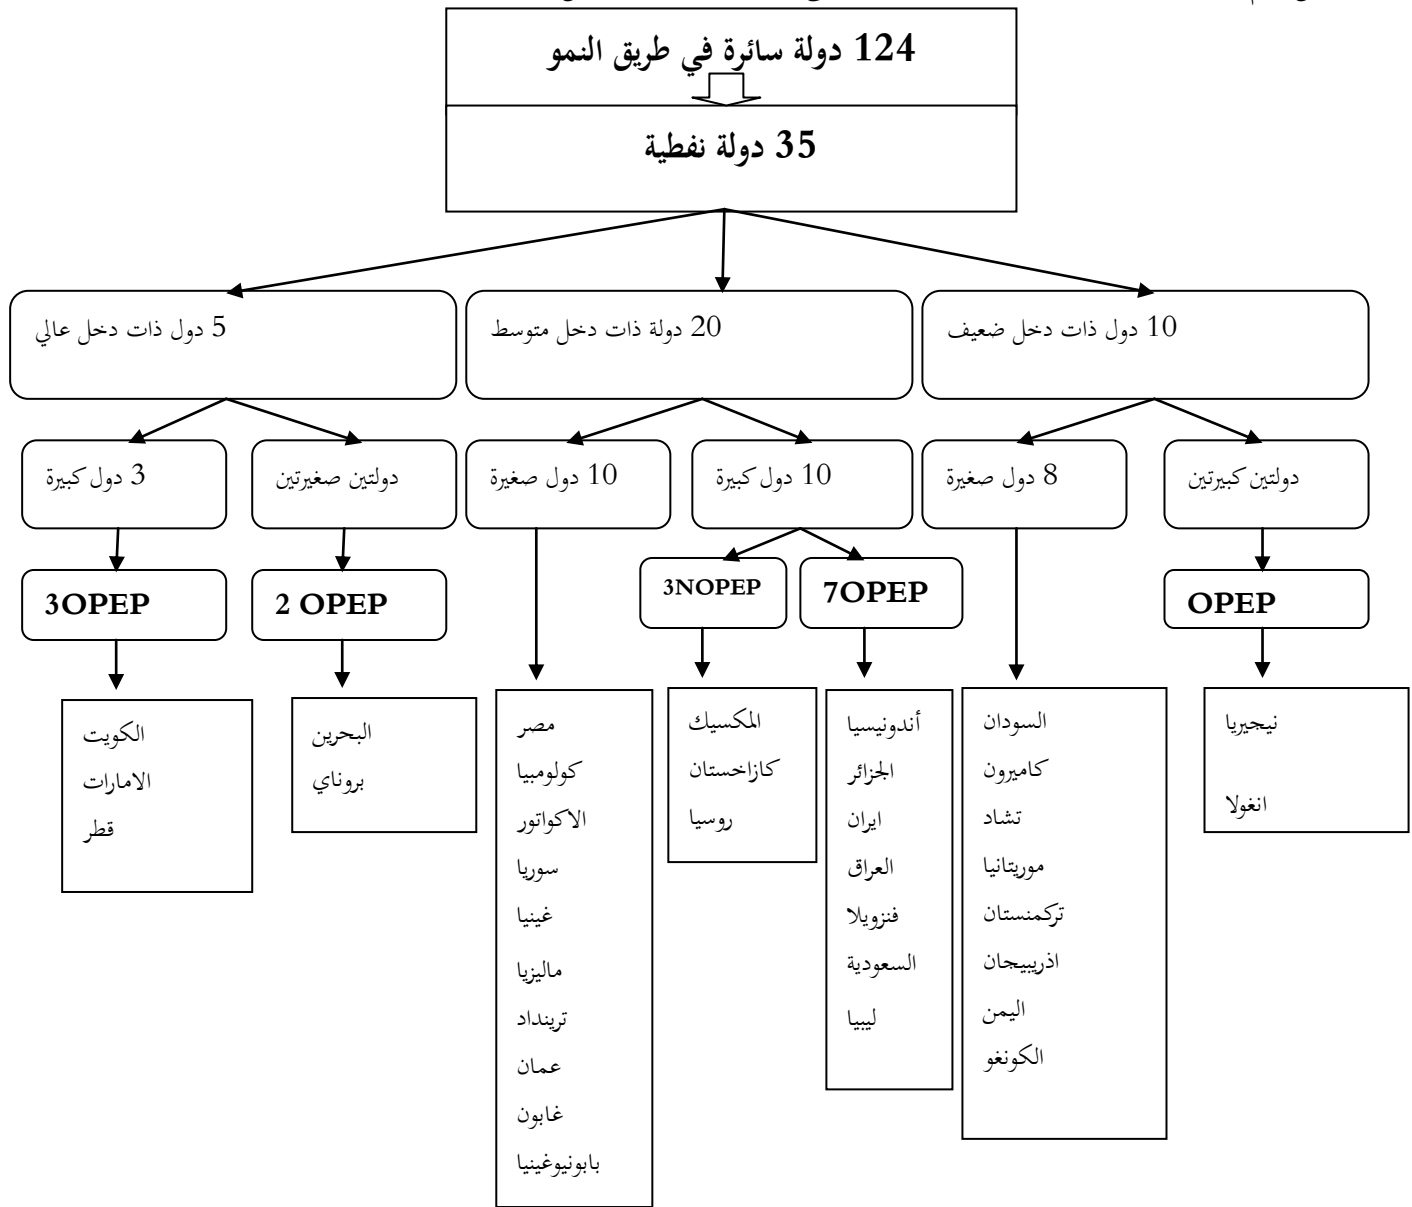 124 دولة سائرة في طريق النمو
35 دولة نفطية
10 دول ذات دخل ضعيف
20 دولة ذات دخل متوسط
5 دول ذات دخل عالي
دولتين كبيرتين
8 دول صغيرة
10 دول كبيرة
10 دول صغيرة
دولتين صغيرتين
3 دول كبيرة
OPEP
7OPEP
3NOPEP
2 OPEP
3OPEP
نيجيريا
انغولا
السودان
كاميرون
تشاد
موريتانيا
تركمنستان
اذريبيجان
اليمن
الكونغو
أندونيسيا
الجزائر
ايران
العراق
فنزويلا
السعودية
ليبيا
المكسيك
كازاخستان
روسيا
مصر
كولومبيا
الاكواتور
سوريا
غينيا
ماليزيا
ترينداد
عمان
غابون
بابونيوغينيا
البحرين
بروناي
الكويت
الامارات
قطر